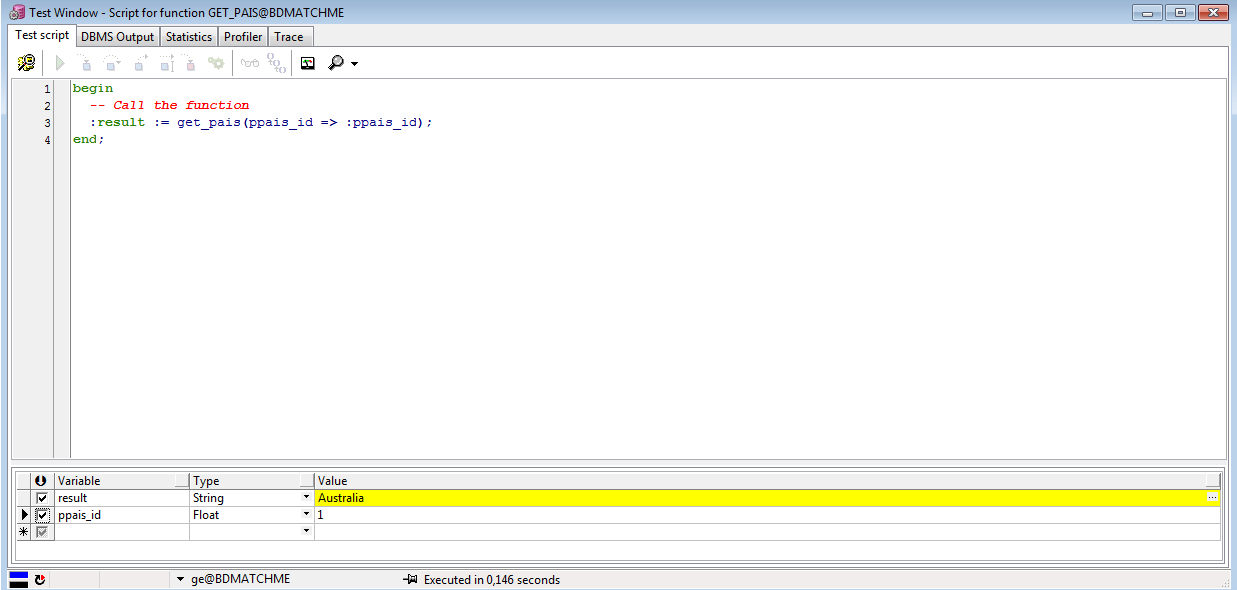 Test Window - Script for function GET_PAIS@BDMATCHME
Test script DBMS Output Statistics Profiler Trace
1 begin
2 -- Call the function
3 :result := get_pais(ppais_id => :ppais_id);
4 end;
Variable Type Value
result String Australia ...
ppais_id Float 1
ge@BDMATCHME Executed in 0,146 seconds